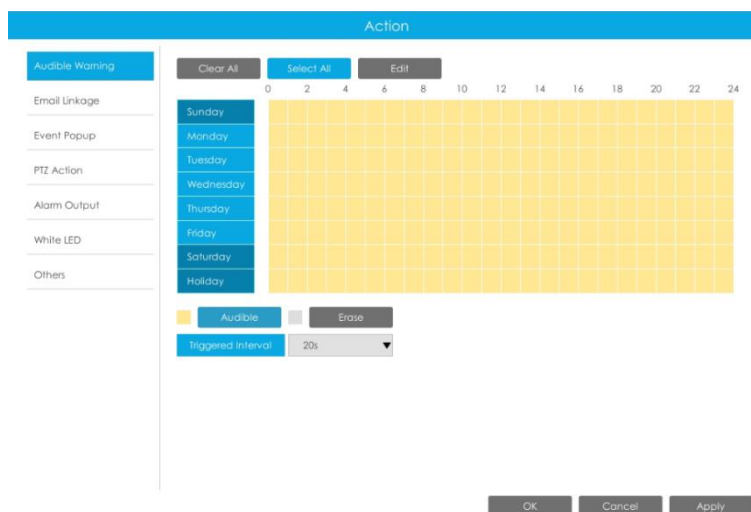 Action
Audible Warning
Email Linkage
Event Popup
PTZ Action
Alarm Output
White LED
Others
Clear All Select All Edit
0 2 4 6 8 10 12 14 16 18 20 22 24
Sunday
Monday
Tuesday
Wednesday
Thursday
Friday
Saturday
Holiday
Audible Erase
Triggered Interval 20s
OK Cancel Apply